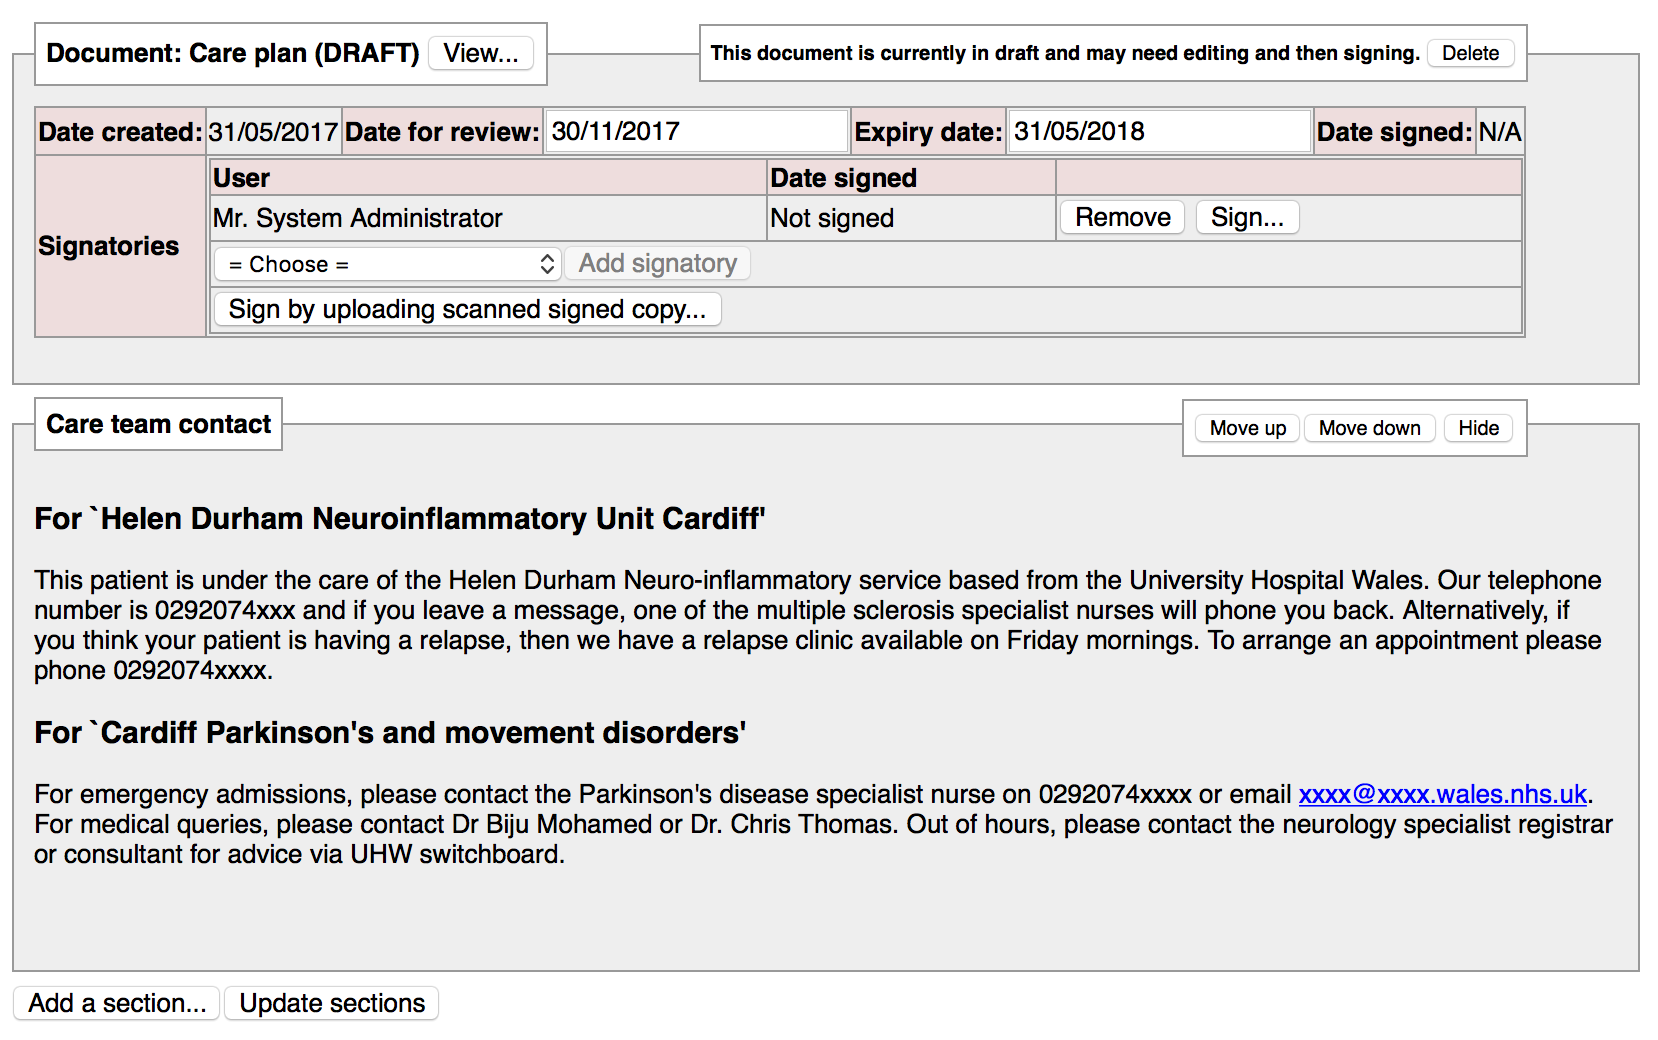 Document: Care plan (DRAFT) View... This document is currently in draft and may need editing and then signing. Delete
Date created: 31/05/2017 Date for review: 30/11/2017 Expiry date: 31/05/2018 Date signed: N/A
Signatories
User Date signed
Mr. System Administrator Not signed Remove Sign...
= Choose = Add signatory
Sign by uploading scanned signed copy...
Care team contact Move up Move down Hide
For `Helen Durham Neuroinflammatory Unit Cardiff'
This patient is under the care of the Helen Durham Neuro-inflammatory service based from the University Hospital Wales. Our telephone
number is 0292074xxx and if you leave a message, one of the multiple sclerosis specialist nurses will phone you back. Alternatively, if
you think your patient is having a relapse, then we have a relapse clinic available on Friday mornings. To arrange an appointment please
phone 0292074xxxx.
For `Cardiff Parkinson's and movement disorders'
For emergency admissions, please contact the Parkinson's disease specialist nurse on 0292074xxxx or email xxxx@xxxx.wales.nhs.uk.
For medical queries, please contact Dr Biju Mohamed or Dr. Chris Thomas. Out of hours, please contact the neurology specialist registrar
or consultant for advice via UHW switchboard.
Add a section... Update sections